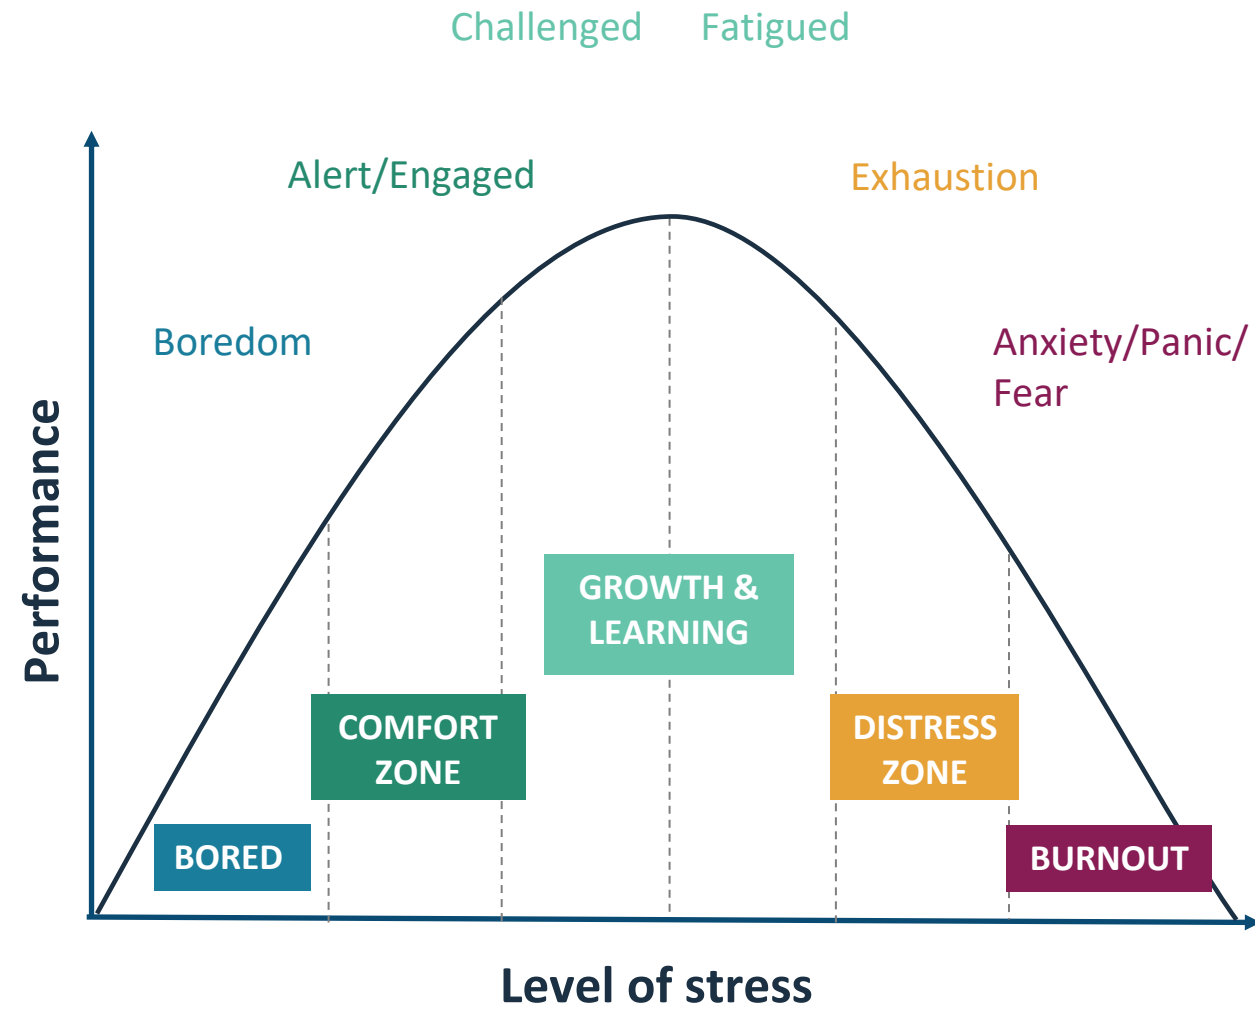 Challenged Fatigued
Alert/Engaged
Exhaustion
Boredom
Anxiety/Panic/
Fear
Performance
GROWTH &
LEARNING
COMFORT
ZONE
DISTRESS
ZONE
BORED
BURNOUT
Level of stress